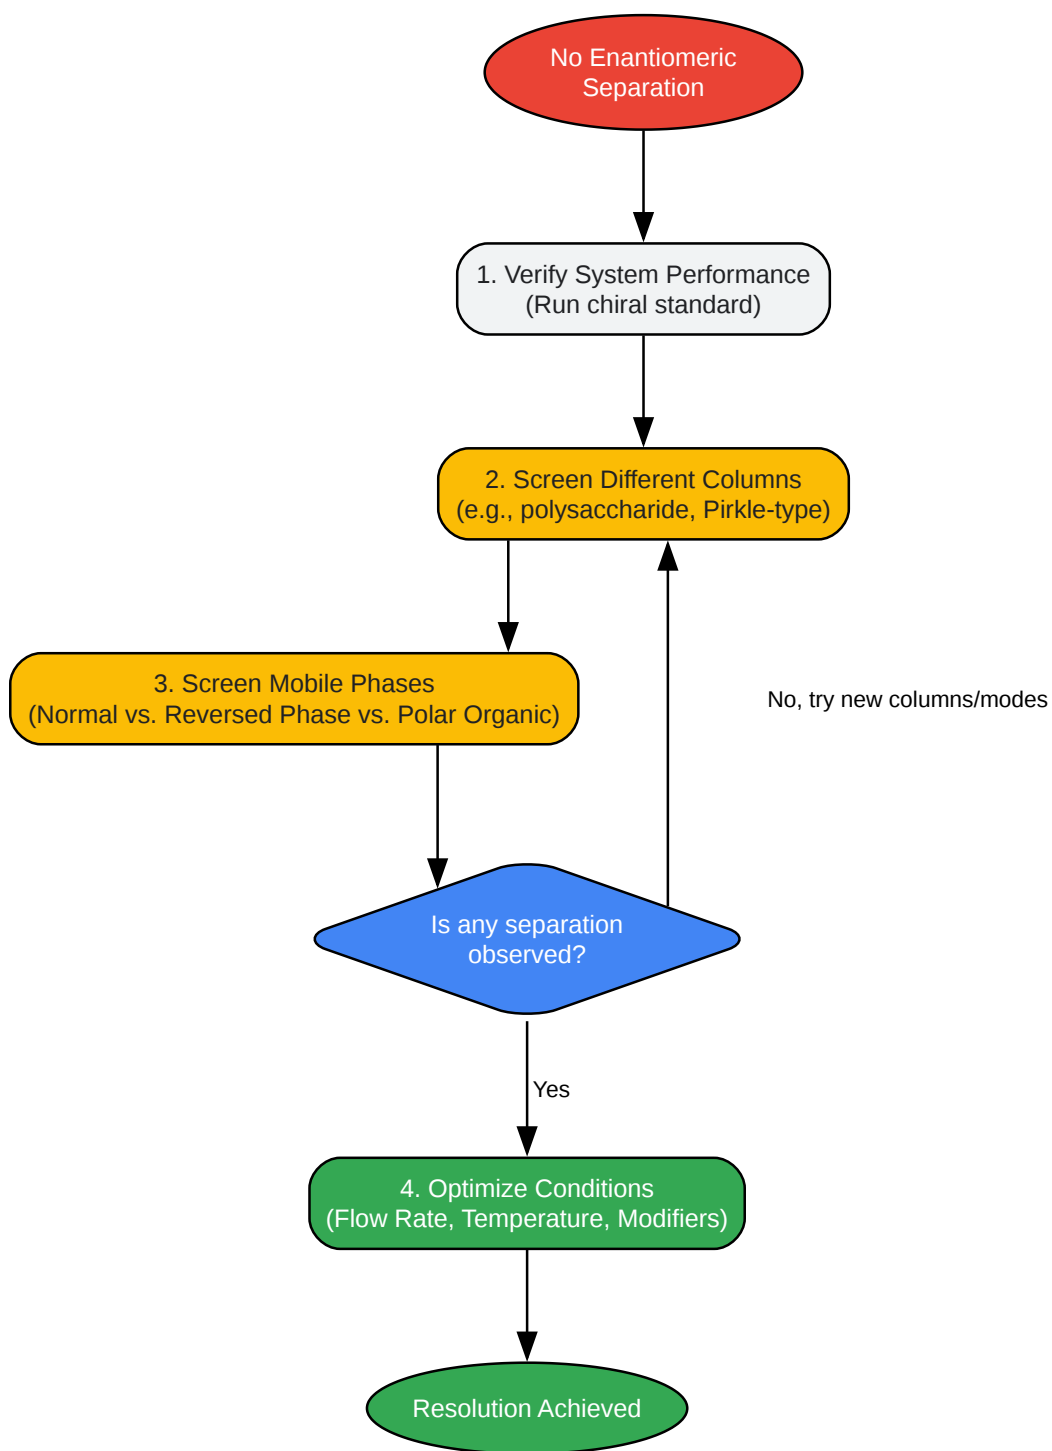 No Enantiomeric
Separation
1. Verify System Performance
(Run chiral standard)
2. Screen Different Columns
(e.g., polysaccharide, Pirkle-type)
3. Screen Mobile Phases
(Normal vs. Reversed Phase vs. Polar Organic)
No, try new columns/modes
Is any separation
observed?
Yes
4. Optimize Conditions
(Flow Rate, Temperature, Modifiers)
Resolution Achieved